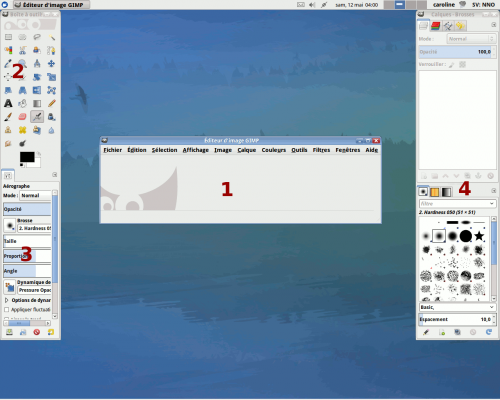 Éditeur d'image GIMP
sam, 12 mai 04:00
caroline
SV: NNO
Boîte à outils
2
Aérographe
Mode : Normal
Opacité
Brosse
2. Hardness 05
Taille
Proportio
3
Angle
Dynamique de
Pressure Opac
Options de dynar
Appliquer fluctuati
Éditeur d'image GIMP
Fichier Édition Sélection Affichage Image Calque Couleurs Outils Filtres Fenêtres Aide
1
Calques - Brosses
Mode : Normal
Opacité 100,0
Verrouiller :
4
filtre
2. Hardness 050 (51 × 51)
Basic,
Espacement 10,0